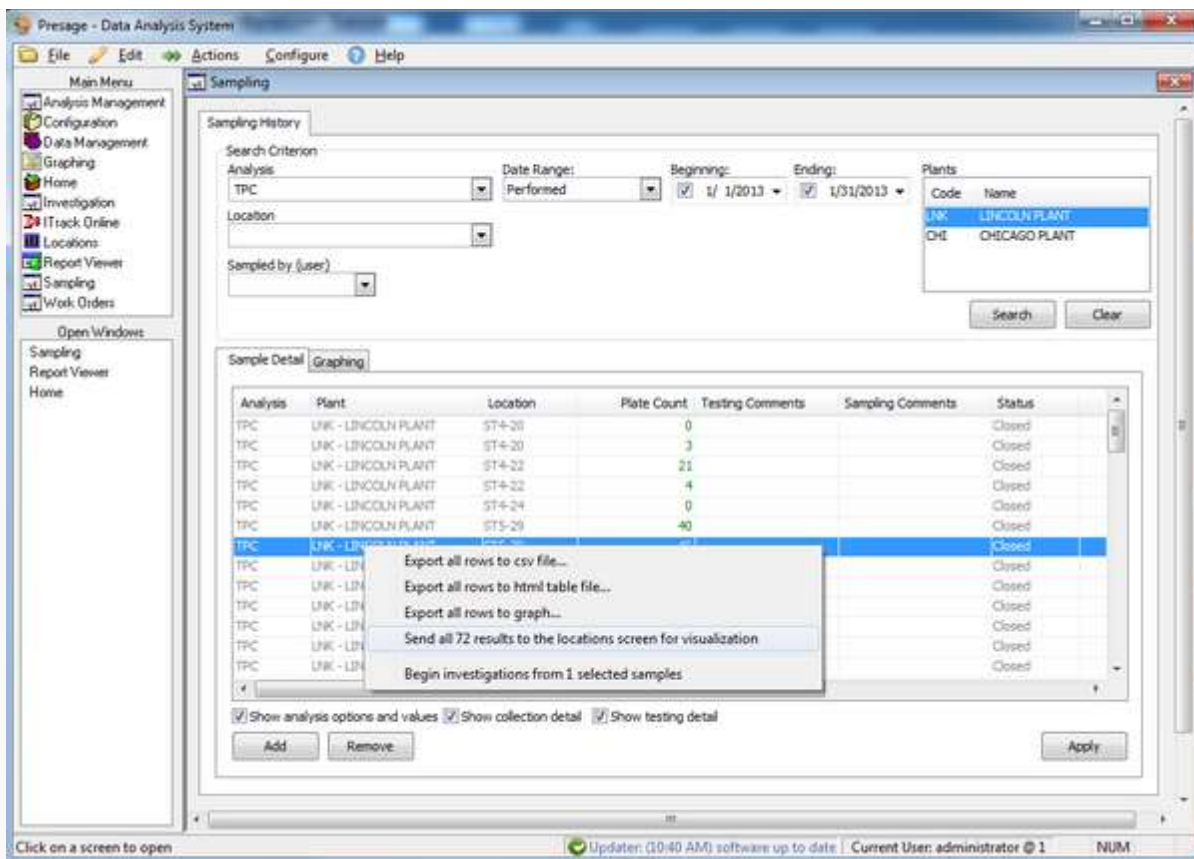 Presage - Data Analysis System
File Edit Actions Configure Help
Main Menu
Analysis Management
Configuration
Data Management
Graphing
Home
Investigation
ITrack Online
Locations
Report Viewer
Sampling
Work Orders
Open Windows
Sampling
Report Viewer
Home
Sampling
Sampling History
Search Criterion
Analysis Date Range: Beginning: Ending: Plants
TPC Performed 1/ 1/2013 1/31/2013 Code Name
LNK LINCOLN PLANT
CHI CHICAGO PLANT
Location
Sampled by (user)
Search Clear
Sample Detail Graphing
Analysis Plant Location Plate Count Testing Comments Sampling Comments Status
TPC LNK - LINCOLN PLANT ST4-20 0 Closed
TPC LNK - LINCOLN PLANT ST4-20 3 Closed
TPC LNK - LINCOLN PLANT ST4-22 21 Closed
TPC LNK - LINCOLN PLANT ST4-22 4 Closed
TPC LNK - LINCOLN PLANT ST4-24 0 Closed
TPC LNK - LINCOLN PLANT ST5-29 40 Closed
TPC LNK - Closed
TPC LNK - Closed
TPC LNK - Closed
TPC LNK - Closed
TPC LNK - Closed
TPC LNK - Closed
TPC LNK - Closed
Export all rows to csv file...
Export all rows to html table file...
Export all rows to graph...
Send all 72 results to the locations screen for visualization
Begin investigations from 1 selected samples
Show analysis options and values Show collection detail Show testing detail
Add Remove Apply
Click on a screen to open Updater: (10:40 AM) software up to date Current User: administrator @ 1 NUM